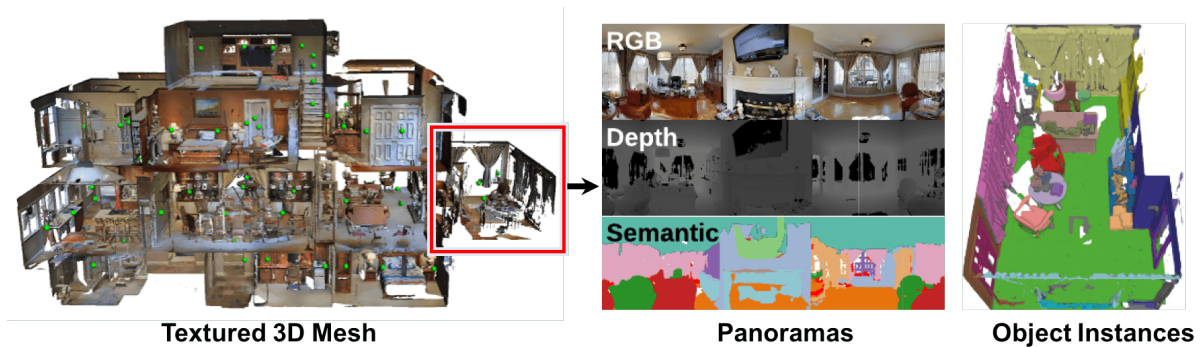 RGB
Depth
Semantic
Textured 3D Mesh
Panoramas
Object Instances